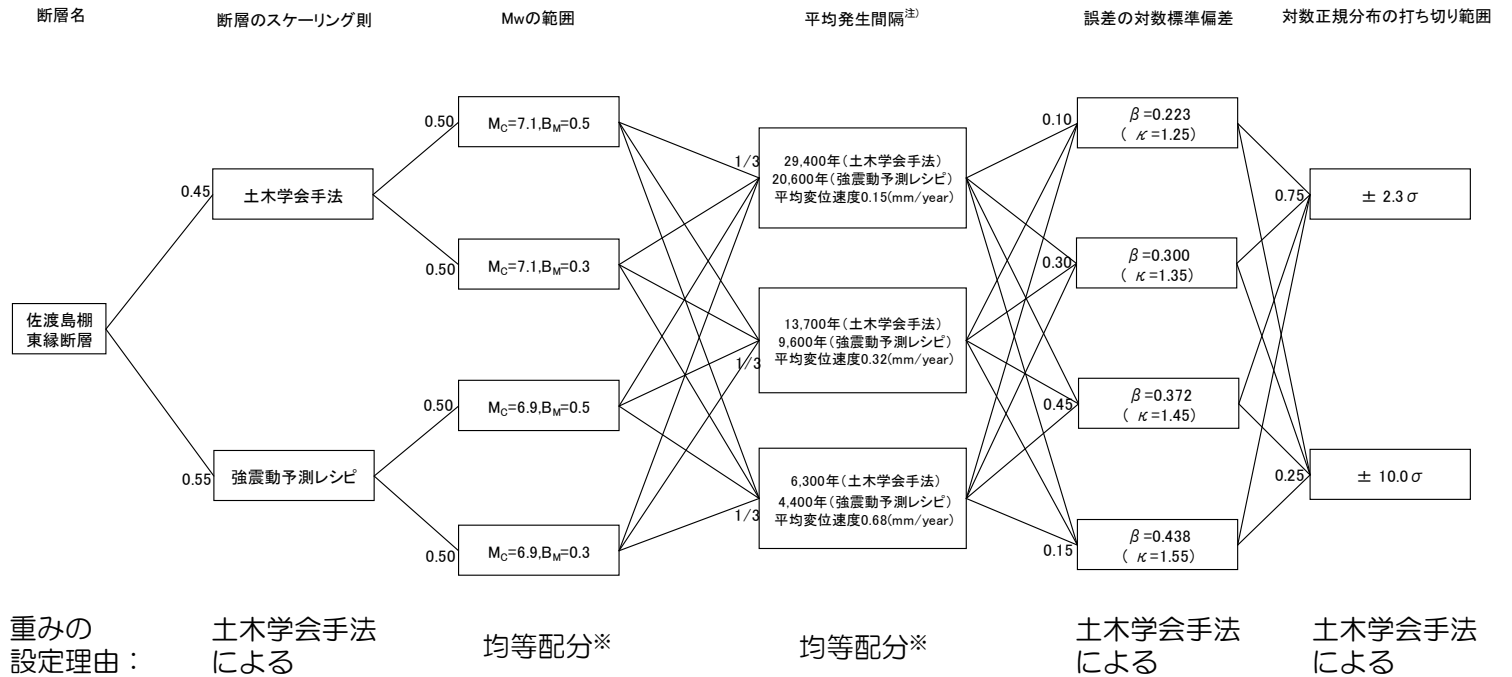 断層名
断層のスケーリング則
Mwの範囲
平均発生間隔注)
誤差の対数標準偏差
対数正規分布の打ち切り範囲
佐渡島棚
東縁断層
0.45
土木学会手法
0.55
強震動予測レシピ
0.50
MC=7.1,BM=0.5
0.50
MC=7.1,BM=0.3
0.50
MC=6.9,BM=0.5
0.50
MC=6.9,BM=0.3
1/3
29,400年(土木学会手法)
20,600年(強震動予測レシピ)
平均変位速度0.15(mm/year)
1/3
13,700年(土木学会手法)
9,600年(強震動予測レシピ)
平均変位速度0.32(mm/year)
1/3
6,300年(土木学会手法)
4,400年(強震動予測レシピ)
平均変位速度0.68(mm/year)
0.10
β=0.223
( κ=1.25)
0.30
β=0.300
( κ=1.35)
0.45
β=0.372
( κ=1.45)
0.15
β=0.438
( κ=1.55)
0.75
± 2.3σ
0.25
± 10.0σ
重みの
設定理由:
土木学会手法
による
均等配分※
均等配分※
土木学会手法
による
土木学会手法
による